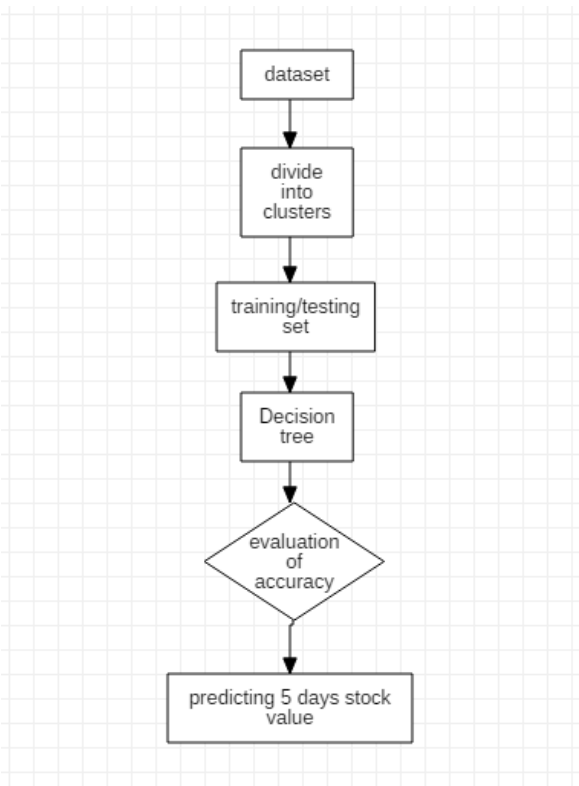 dataset
divide
into
clusters
training/testing
set
Decision
tree
evaluation
of
accuracy
predicting 5 days stock
value